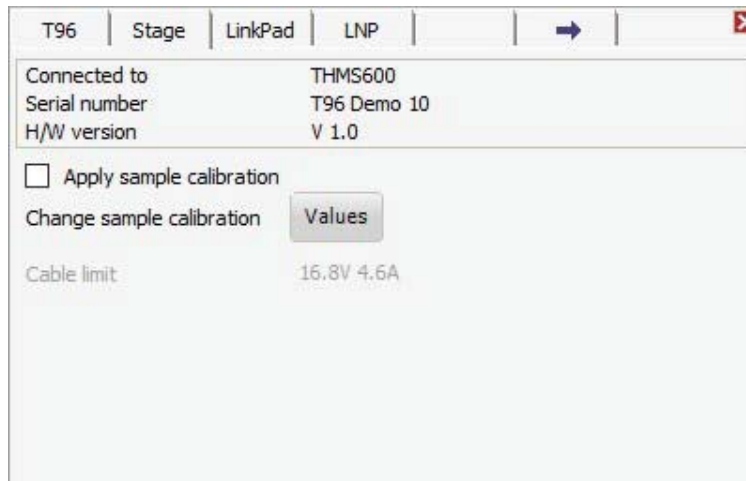 T96 Stage LinkPad LNP
Connected to THMS600
Serial number T96 Demo 10
H/W version V 1.0
Apply sample calibration
Change sample calibration Values
Cable limit 16.8V 4.6A